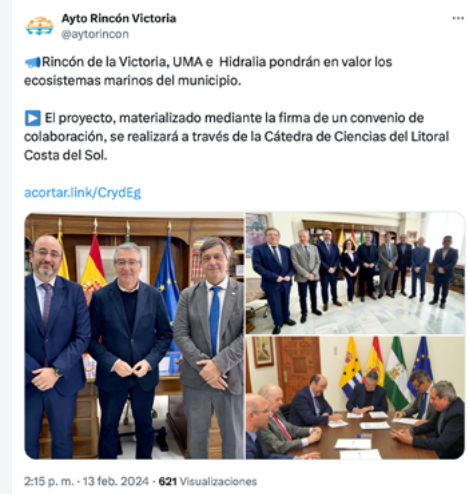 Ayto Rincón Victoria
@aytorincon
📣Rincón de la Victoria, UMA e Hidralia pondrán en valor los
ecosistemas marinos del municipio.
▶️ El proyecto, materializado mediante la firma de un convenio de
colaboración, se realizará a través de la Cátedra de Ciencias del Litoral
Costa del Sol.
acortar.link/CrydEg
2:15 p. m. · 13 feb. 2024 · 621 Visualizaciones